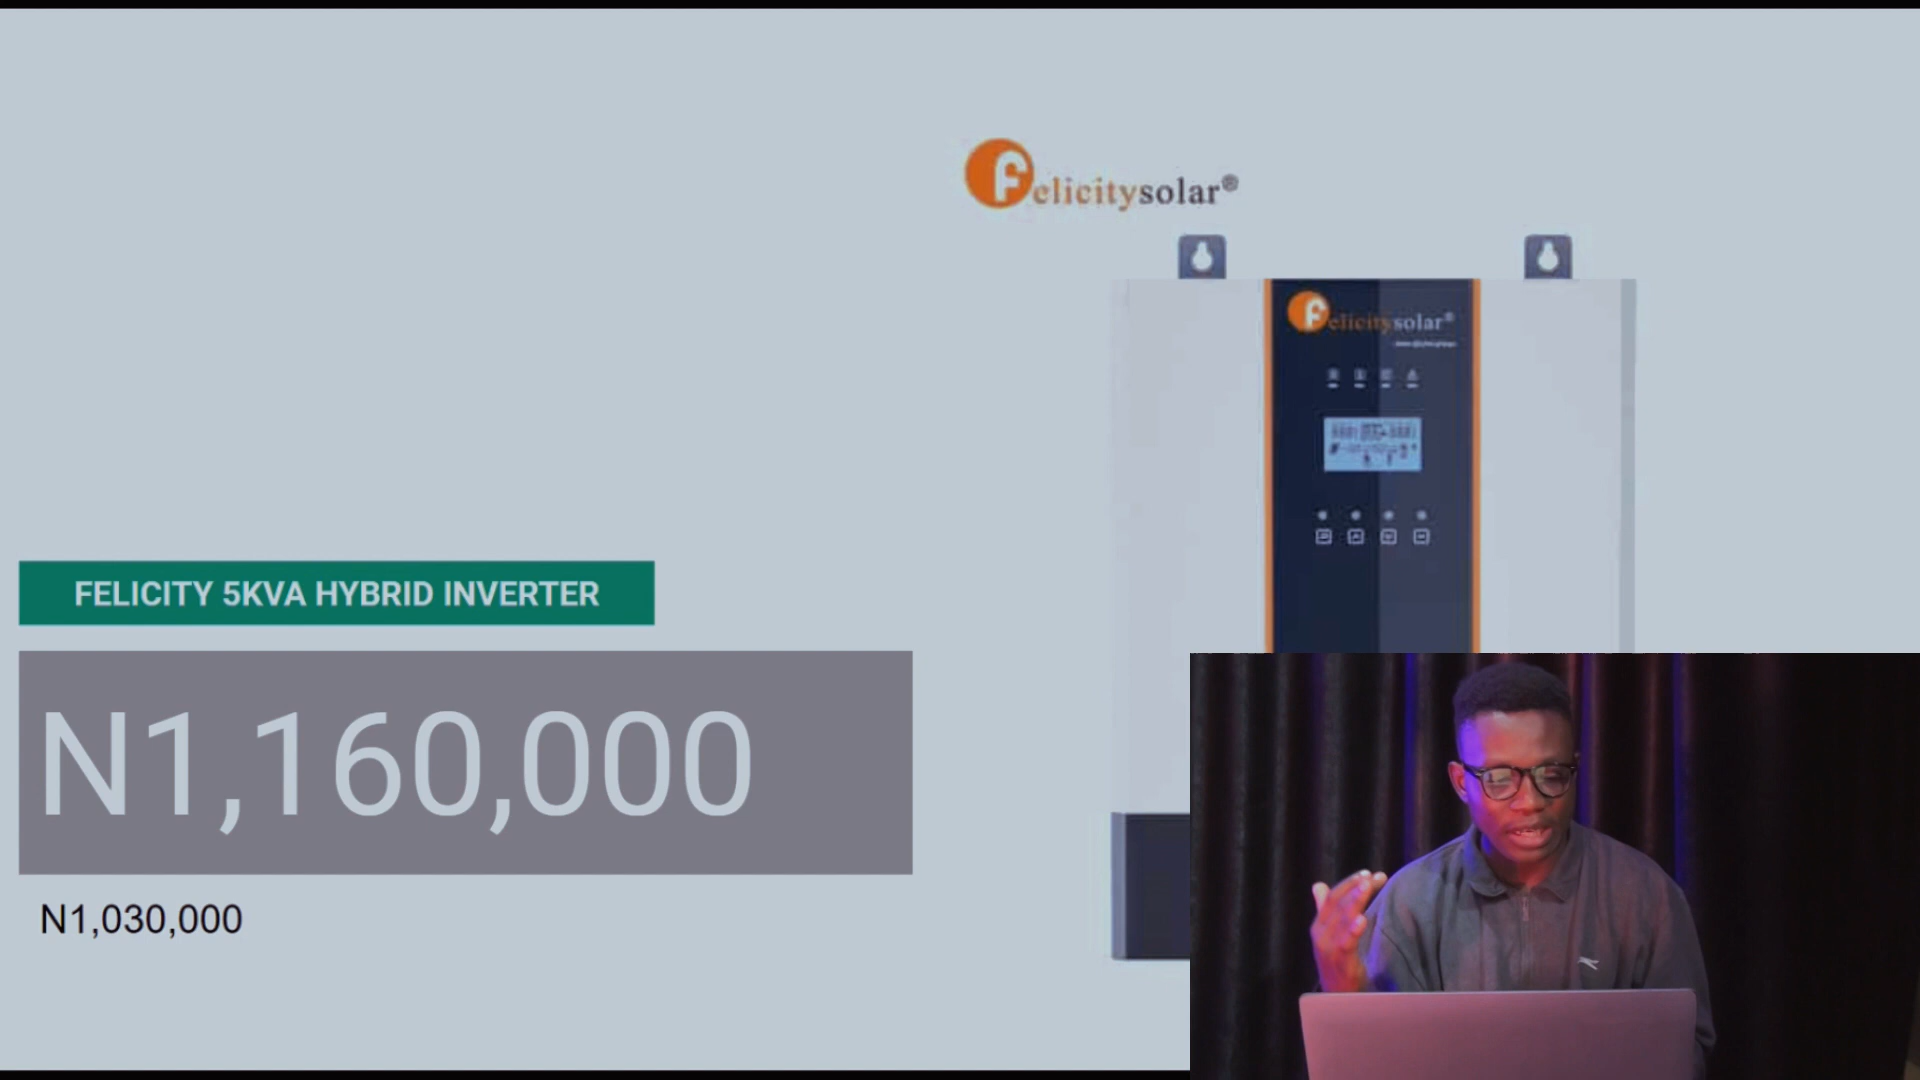 felicitysolar®
felicitysolar®
FELICITY 5KVA HYBRID INVERTER
N1,160,000
N1,030,000